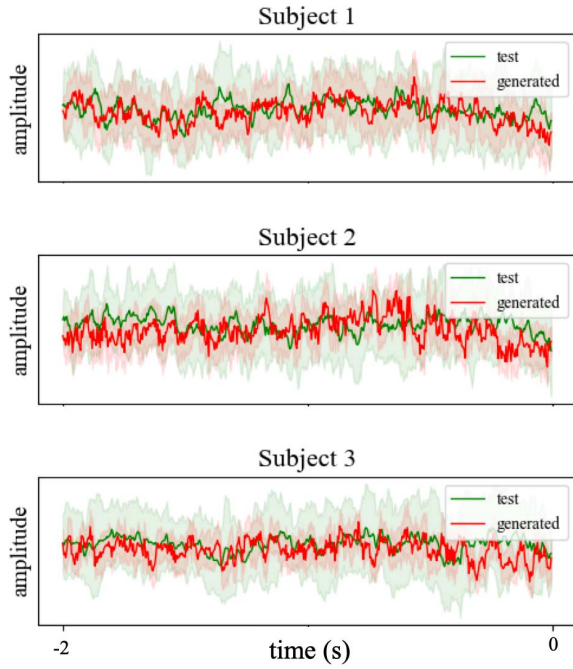 Subject 1
amplitude
test
generated
Subject 2
amplitude
test
generated
Subject 3
amplitude
test
generated
-2
time (s)
0